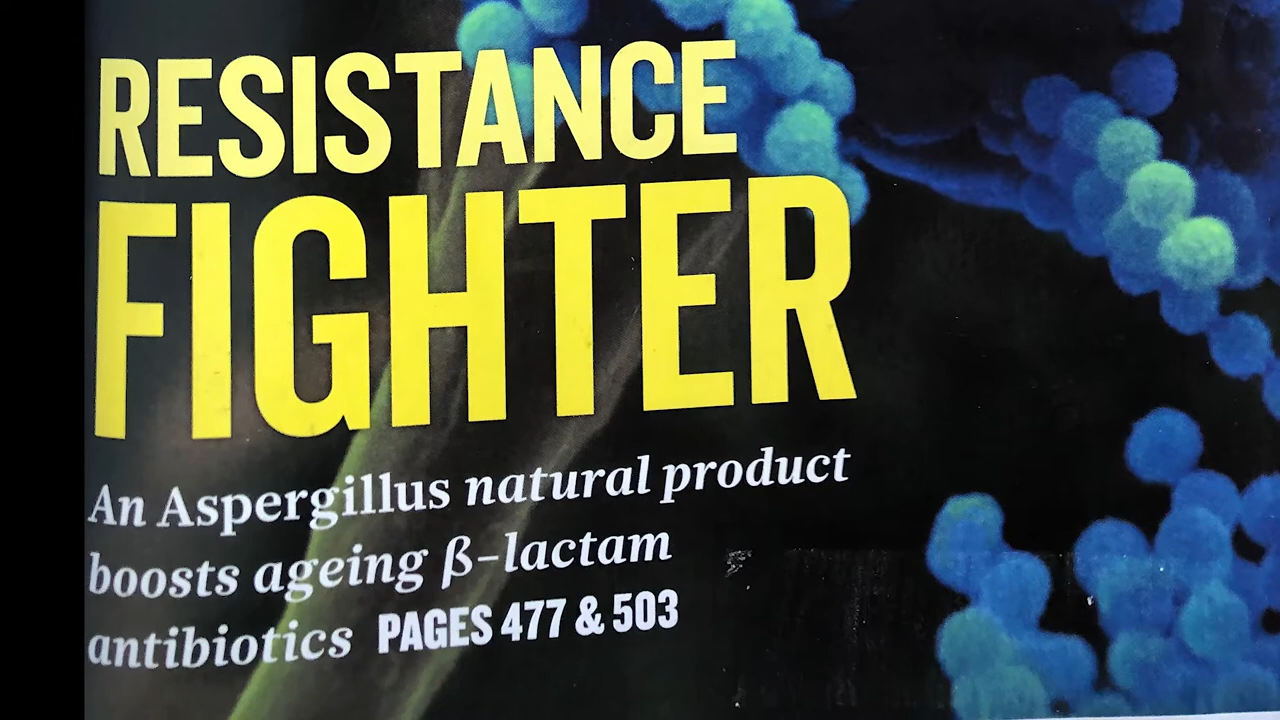 RESISTANCE
FIGHTER
An Aspergillus natural product
boosts ageing β-lactam
antibiotics PAGES 477 & 503